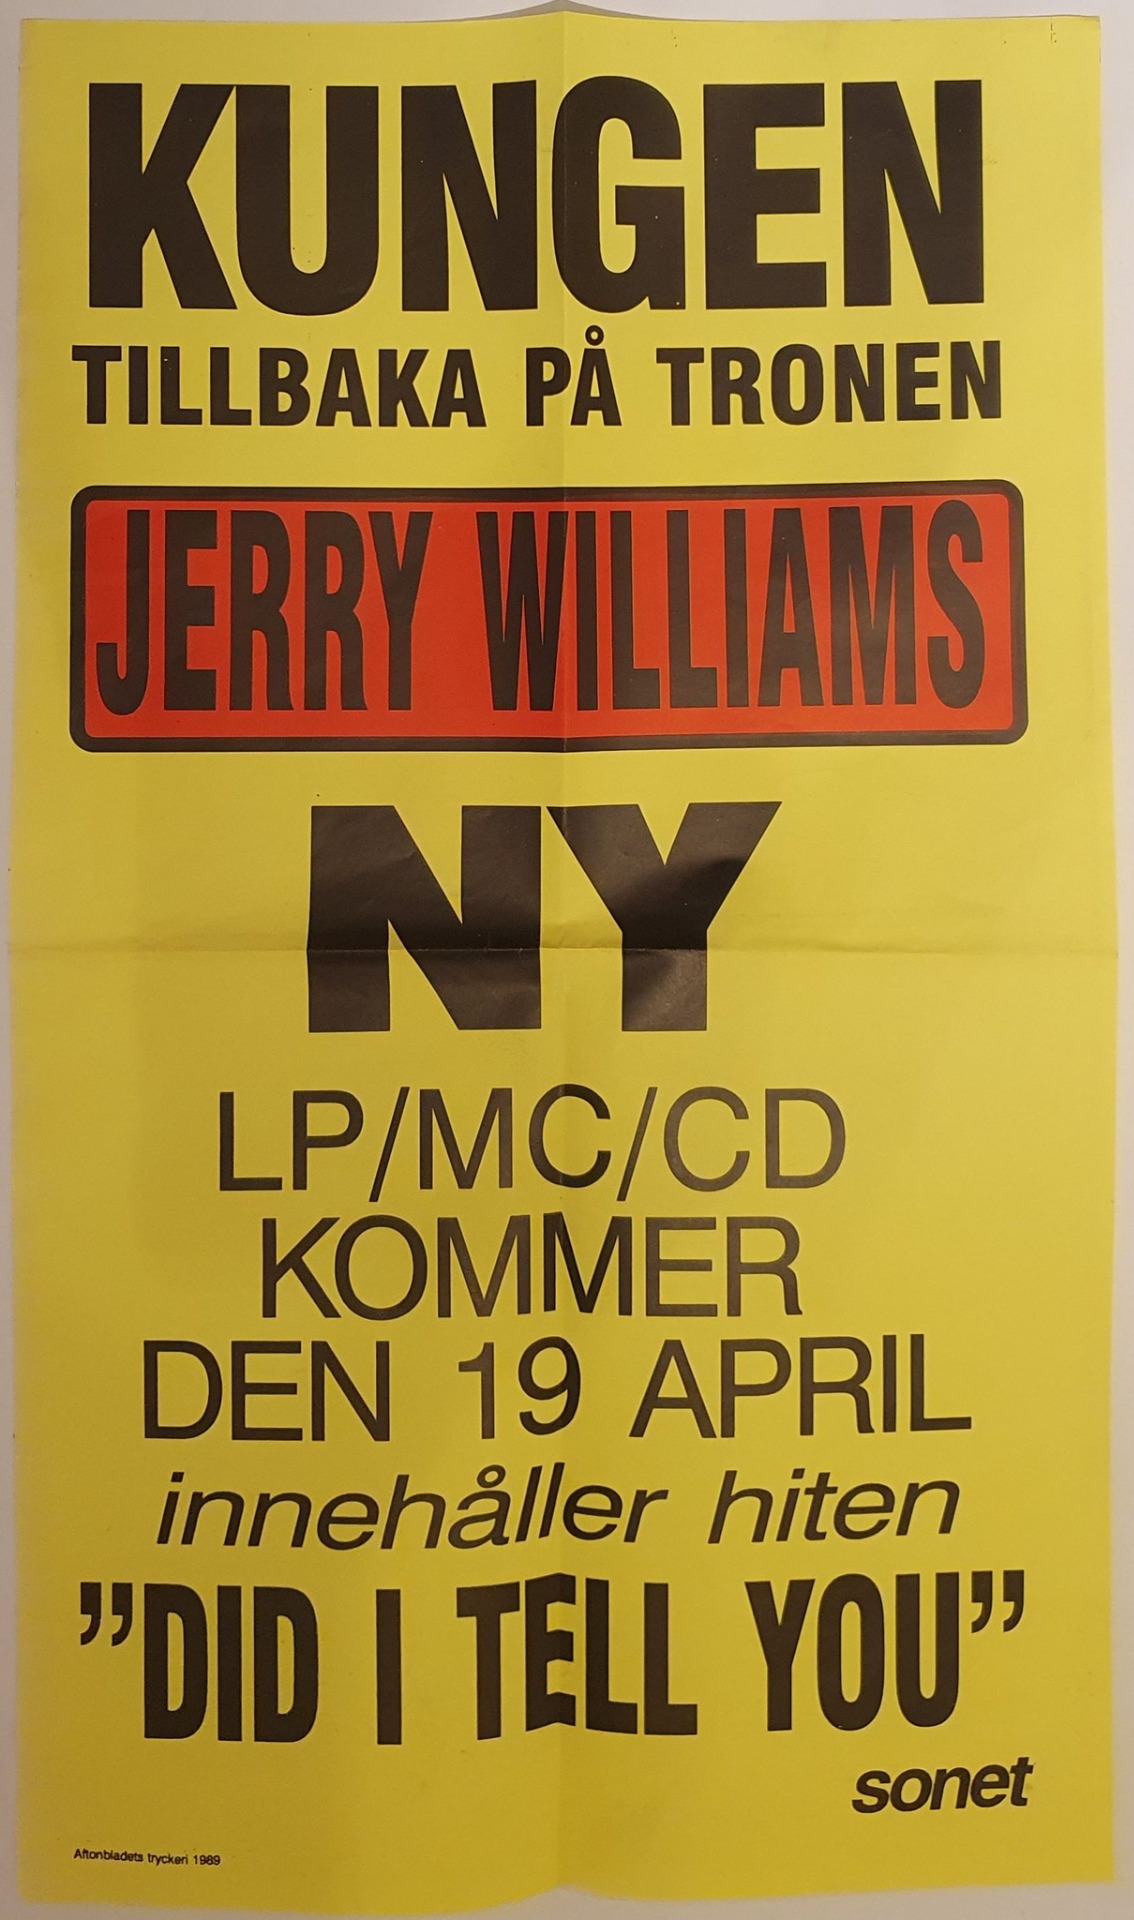 KUNGEN
TILLBAKA PÅ TRONEN
JERRY WILLIAMS
NY
LP/MC/CD
KOMMER
DEN 19 APRIL
innehåller hiten
”DID I TELL YOU”
sonet
Aftonbladets tryckeri 1989